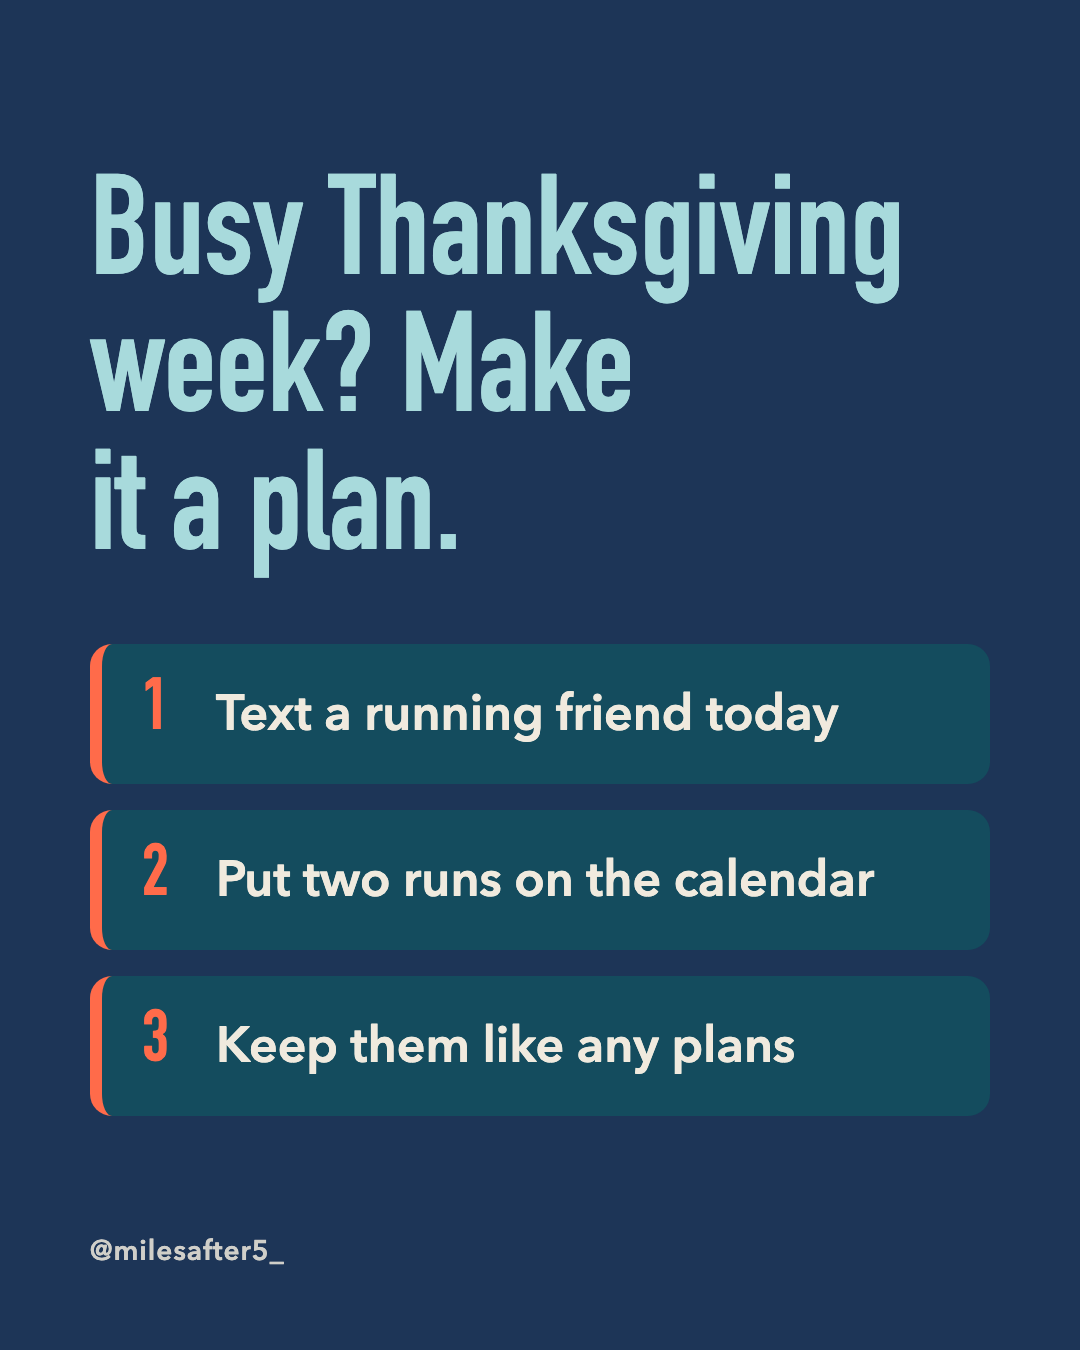 Busy Thanksgiving
week? Make
it a plan.
1 Text a running friend today
2 Put two runs on the calendar
3 Keep them like any plans
@milesafter5_